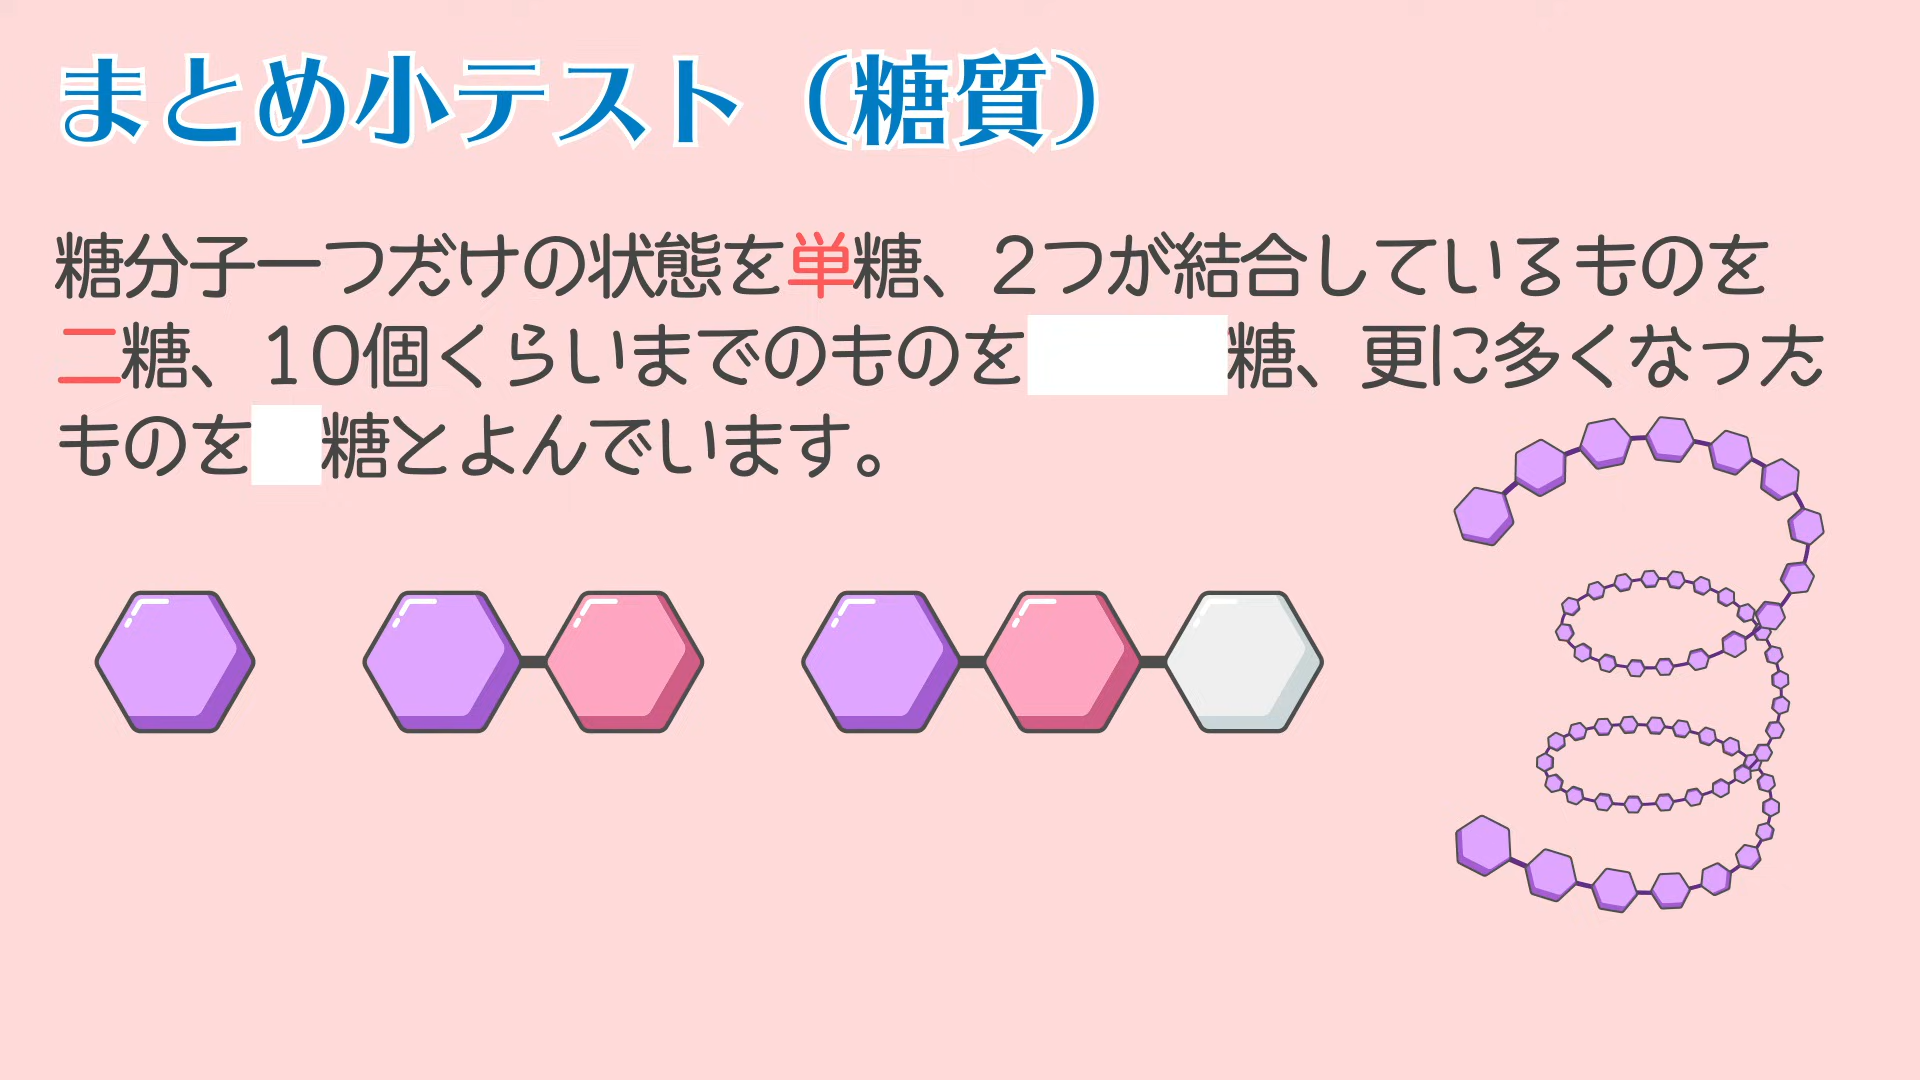 まとめ小テスト（糖質）
糖分子一つだけの状態を単糖、２つが結合しているものを
二糖、１０個くらいまでのものを　　　糖、更に多くなった
ものを　糖とよんでいます。